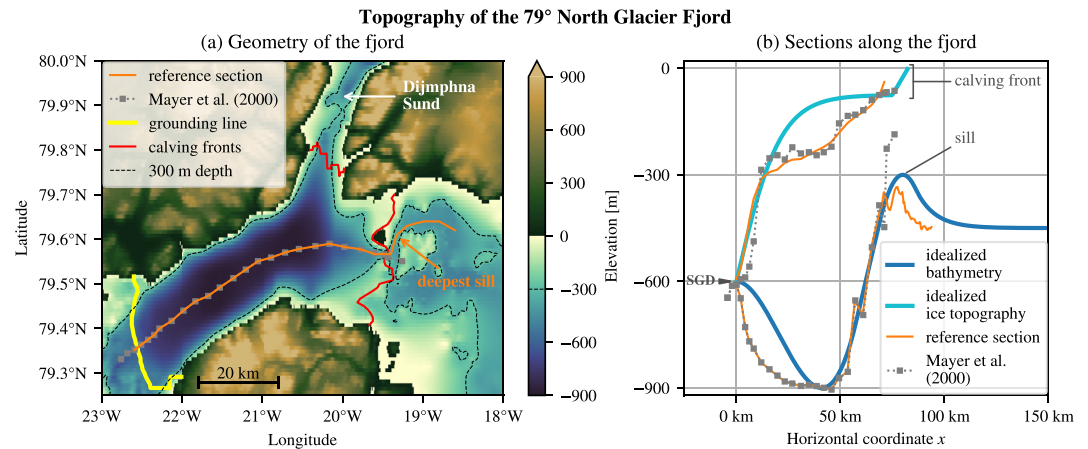 Topography of the 79° North Glacier Fjord
(a) Geometry of the fjord
80.0°N
79.9°N
79.8°N
79.7°N
79.6°N
79.5°N
79.4°N
79.3°N
Latitude
reference section
Mayer et al. (2000)
grounding line
calving fronts
300 m depth
Dijmphna
Sund
deepest sill
20 km
23°W
22°W
21°W
20°W
19°W
18°W
Longitude
900
600
300
0
−300
−600
−900
Elevation [m]
(b) Sections along the fjord
0
−300
−600
−900
calving front
sill
SGD
idealized
bathymetry
idealized
ice topography
reference section
Mayer et al.
(2000)
0 km
50 km
100 km
150 km
Horizontal coordinate x